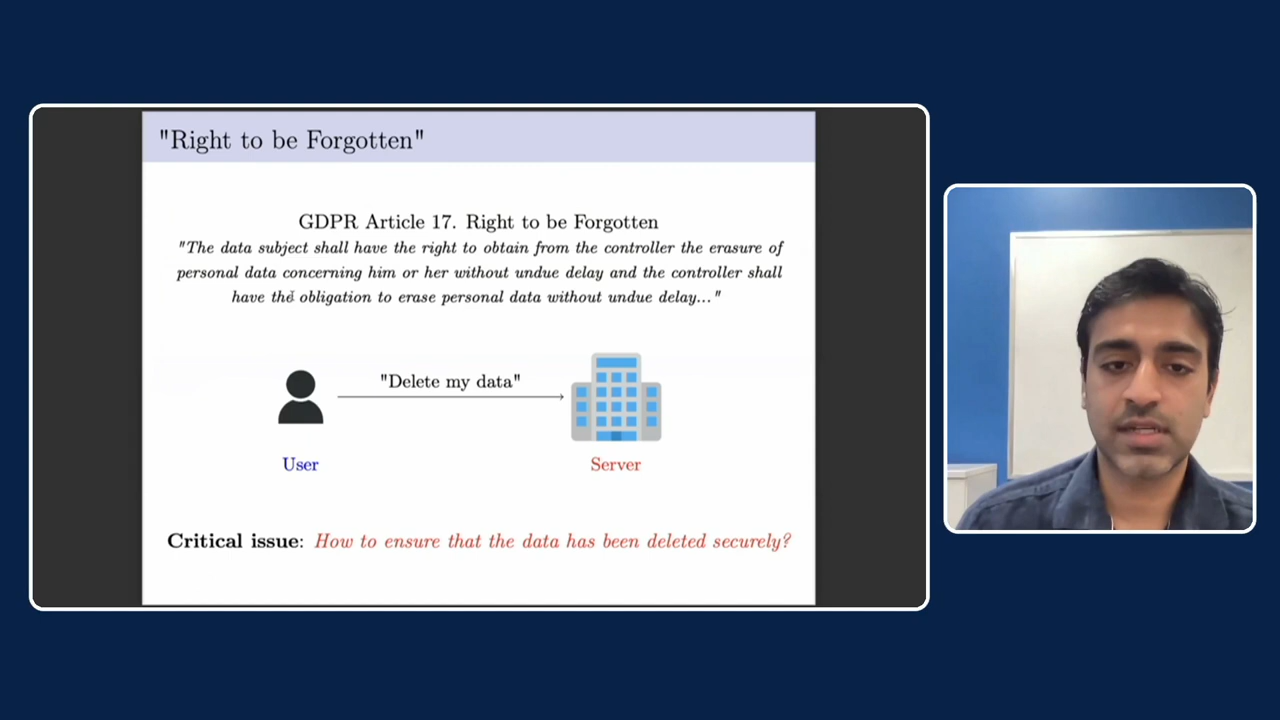 "Right to be Forgotten"
GDPR Article 17. Right to be Forgotten
"The data subject shall have the right to obtain from the controller the erasure of
personal data concerning him or her without undue delay and the controller shall
have the obligation to erase personal data without undue delay..."
"Delete my data"
User
Server
Critical issue: How to ensure that the data has been deleted securely?